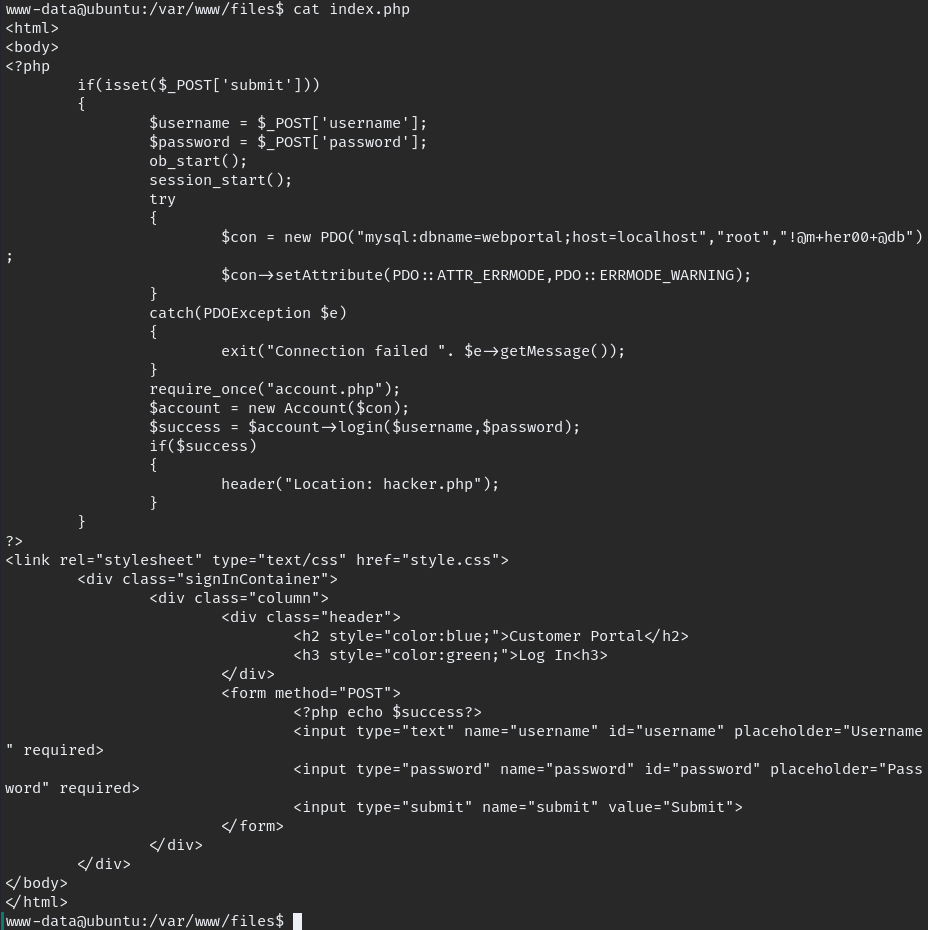 www-data@ubuntu:/var/www/files$ cat index.php
<html>
<body>
<?php
        if(isset($_POST['submit']))
        {
                $username = $_POST['username'];
                $password = $_POST['password'];
                ob_start();
                session_start();
                try
                {
                        $con = new PDO("mysql:dbname=webportal;host=localhost","root","!@m+her00+@db")
;
                        $con->setAttribute(PDO::ATTR_ERRMODE,PDO::ERRMODE_WARNING);
                }
                catch(PDOException $e)
                {
                        exit("Connection failed ". $e->getMessage());
                }
                require_once("account.php");
                $account = new Account($con);
                $success = $account->login($username,$password);
                if($success)
                {
                        header("Location: hacker.php");
                }
        }
?>
<link rel="stylesheet" type="text/css" href="style.css">
        <div class="signInContainer">
                <div class="column">
                        <div class="header">
                                <h2 style="color:blue;">Customer Portal</h2>
                                <h3 style="color:green;">Log In<h3>
                        </div>
                        <form method="POST">
                                <?php echo $success?>
                                <input type="text" name="username" id="username" placeholder="Username
" required>
                                <input type="password" name="password" id="password" placeholder="Pass
word" required>
                                <input type="submit" name="submit" value="Submit">
                        </form>
                </div>
        </div>
</body>
</html>
www-data@ubuntu:/var/www/files$